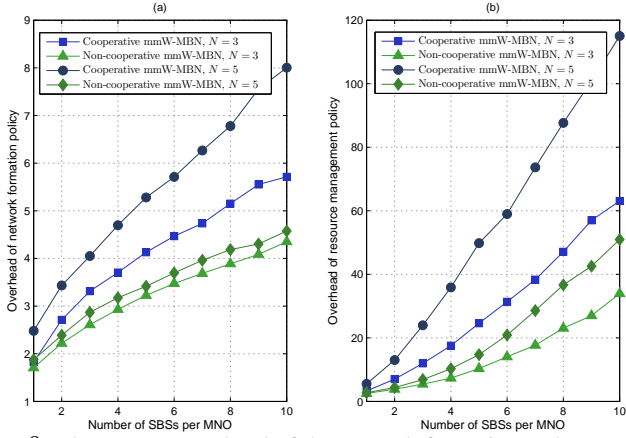 (a)
Cooperative mmW-MBN, N = 3
Non-cooperative mmW-MBN, N = 3
Cooperative mmW-MBN, N = 5
Non-cooperative mmW-MBN, N = 5
Overhead of network formation policy
9
8
7
6
5
4
3
2
1
2
4
6
8
10
Number of SBSs per MNO
(b)
Cooperative mmW-MBN, N = 3
Non-cooperative mmW-MBN, N = 3
Cooperative mmW-MBN, N = 5
Non-cooperative mmW-MBN, N = 5
Overhead of resource management policy
120
100
80
60
40
20
0
2
4
6
8
10
Number of SBSs per MNO